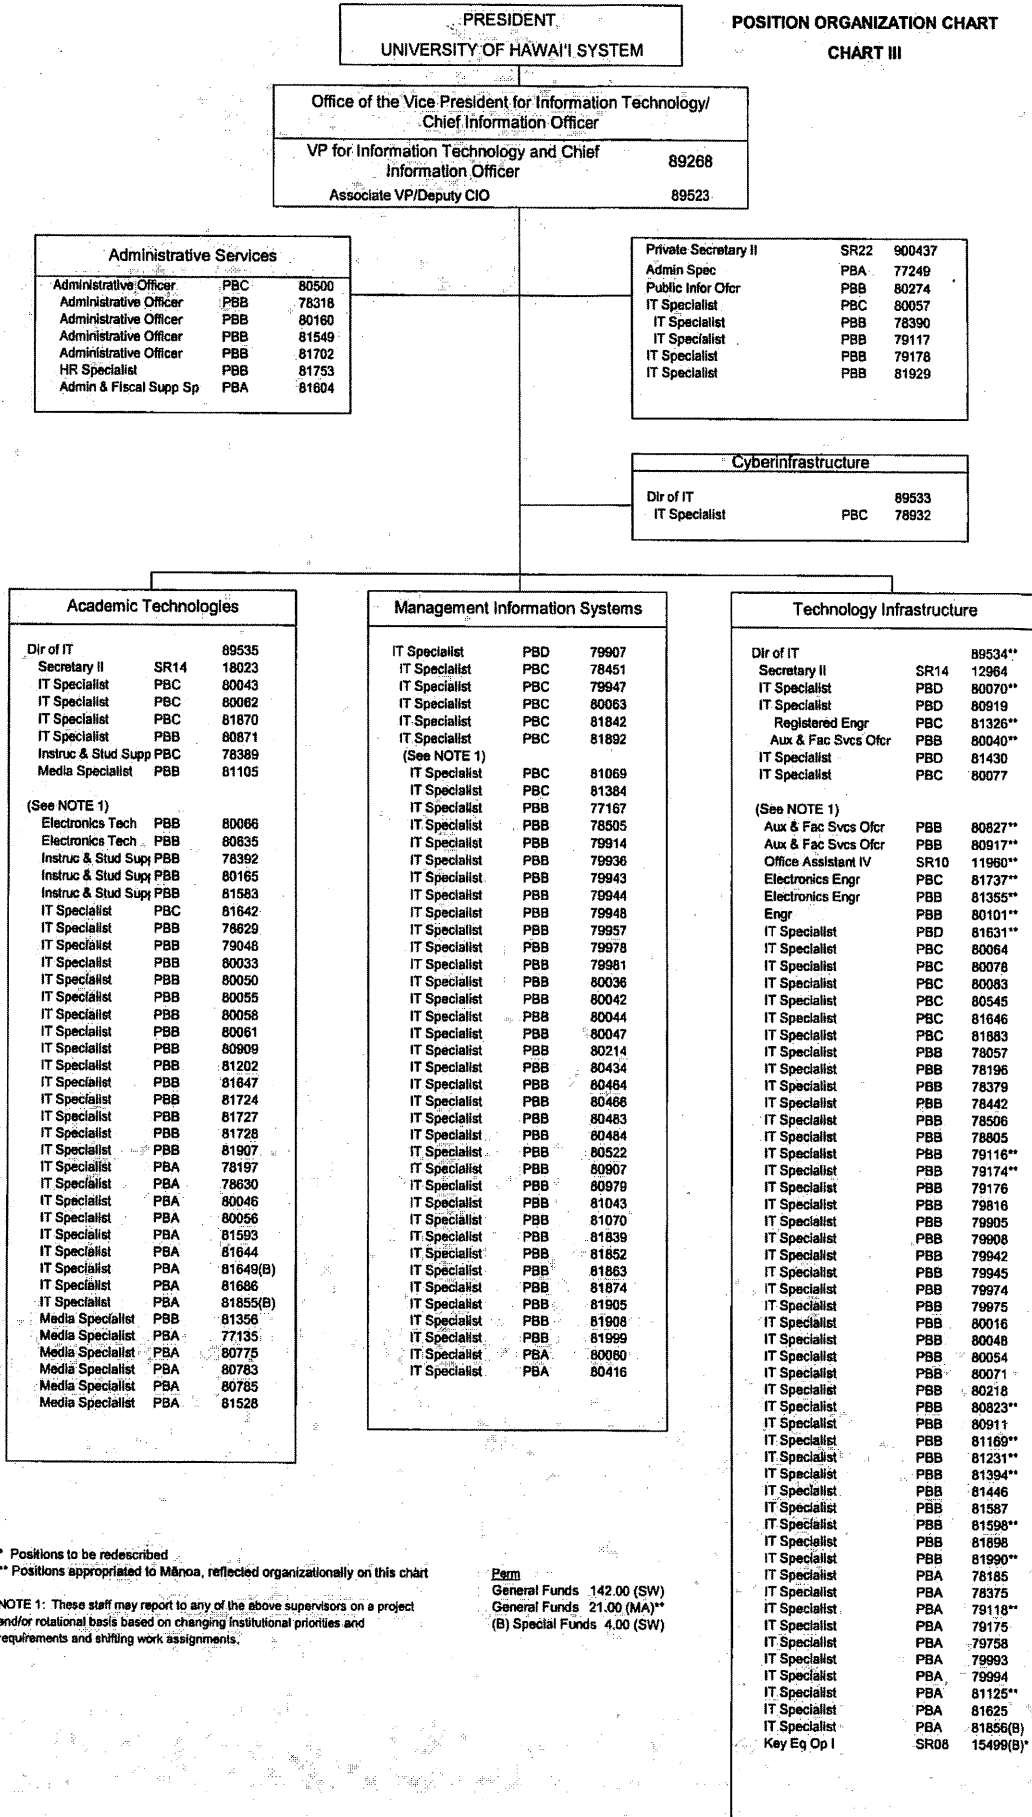 PRESIDENT
UNIVERSITY OF HAWAI'I SYSTEM
POSITION ORGANIZATION CHART
CHART III
Office of the Vice President for Information Technology/
Chief Information Officer
VP for Information Technology and Chief
Information Officer 89268
Associate VP/Deputy CIO 89523
Administrative Services
Administrative Officer PBC 80500
Administrative Officer PBB 78318
Administrative Officer PBB 80160
Administrative Officer PBB 81549
Administrative Officer PBB 81702
HR Specialist PBB 81753
Admin & Fiscal Supp Sp PBA 81604
Private Secretary II SR22 900437
Admin Spec PBA 77249
Public Infor Ofcr PBB 80274
IT Specialist PBC 80057
IT Specialist PBB 78390
IT Specialist PBB 79117
IT Specialist PBB 79178
IT Specialist PBB 81929
Cyberinfrastructure
Dir of IT 89533
IT Specialist PBC 78932
Academic Technologies
Dir of IT 89535
Secretary II SR14 18023
IT Specialist PBC 80043
IT Specialist PBC 80062
IT Specialist PBC 81870
IT Specialist PBB 80871
Instruc & Stud Supp PBC 78389
Media Specialist PBB 81105
(See NOTE 1)
Electronics Tech PBB 80066
Electronics Tech PBB 80635
Instruc & Stud Supp PBB 78392
Instruc & Stud Supp PBB 80165
Instruc & Stud Supp PBB 81583
IT Specialist PBC 81642
IT Specialist PBB 78629
IT Specialist PBB 79048
IT Specialist PBB 80033
IT Specialist PBB 80050
IT Specialist PBB 80055
IT Specialist PBB 80058
IT Specialist PBB 80061
IT Specialist PBB 80909
IT Specialist PBB 81202
IT Specialist PBB 81647
IT Specialist PBB 81724
IT Specialist PBB 81727
IT Specialist PBB 81728
IT Specialist PBB 81907
IT Specialist PBA 78197
IT Specialist PBA 78630
IT Specialist PBA 80046
IT Specialist PBA 80056
IT Specialist PBA 81593
IT Specialist PBA 81644
IT Specialist PBA 81649(B)
IT Specialist PBA 81686
IT Specialist PBA 81855(B)
Media Specialist PBB 81356
Media Specialist PBA 77135
Media Specialist PBA 80775
Media Specialist PBA 80783
Media Specialist PBA 80785
Media Specialist PBA 81528
Management Information Systems
IT Specialist PBD 79907
IT Specialist PBC 78451
IT Specialist PBC 79947
IT Specialist PBC 80063
IT Specialist PBC 81842
IT Specialist PBC 81892
(See NOTE 1)
IT Specialist PBC 81069
IT Specialist PBC 81384
IT Specialist PBB 77167
IT Specialist PBB 78505
IT Specialist PBB 79914
IT Specialist PBB 79936
IT Specialist PBB 79943
IT Specialist PBB 79944
IT Specialist PBB 79948
IT Specialist PBB 79957
IT Specialist PBB 79978
IT Specialist PBB 79981
IT Specialist PBB 80036
IT Specialist PBB 80042
IT Specialist PBB 80044
IT Specialist PBB 80047
IT Specialist PBB 80214
IT Specialist PBB 80434
IT Specialist PBB 80464
IT Specialist PBB 80466
IT Specialist PBB 80483
IT Specialist PBB 80484
IT Specialist PBB 80522
IT Specialist PBB 80907
IT Specialist PBB 80979
IT Specialist PBB 81043
IT Specialist PBB 81070
IT Specialist PBB 81839
IT Specialist PBB 81852
IT Specialist PBB 81863
IT Specialist PBB 81874
IT Specialist PBB 81905
IT Specialist PBB 81908
IT Specialist PBB 81999
IT Specialist PBA 80060
IT Specialist PBA 80416
Technology Infrastructure
Dir of IT 89534**
Secretary II SR14 12964
IT Specialist PBD 80070**
IT Specialist PBD 80919
Registered Engr PBC 81326**
Aux & Fac Svcs Ofcr PBB 80040**
IT Specialist PBD 81430
IT Specialist PBC 80077
(See NOTE 1)
Aux & Fac Svcs Ofcr PBB 80827**
Aux & Fac Svcs Ofcr PBB 80917**
Office Assistant IV SR10 11960**
Electronics Engr PBC 81737**
Electronics Engr PBB 81355**
Engr PBB 80101**
IT Specialist PBD 81631**
IT Specialist PBC 80064
IT Specialist PBC 80078
IT Specialist PBC 80083
IT Specialist PBC 80545
IT Specialist PBC 81646
IT Specialist PBC 81883
IT Specialist PBB 78057
IT Specialist PBB 78196
IT Specialist PBB 78379
IT Specialist PBB 78442
IT Specialist PBB 78506
IT Specialist PBB 78805
IT Specialist PBB 79116**
IT Specialist PBB 79174**
IT Specialist PBB 79176
IT Specialist PBB 79816
IT Specialist PBB 79905
IT Specialist PBB 79908
IT Specialist PBB 79942
IT Specialist PBB 79945
IT Specialist PBB 79974
IT Specialist PBB 79975
IT Specialist PBB 80016
IT Specialist PBB 80048
IT Specialist PBB 80054
IT Specialist PBB 80071
IT Specialist PBB 80218
IT Specialist PBB 80823**
IT Specialist PBB 80911
IT Specialist PBB 81169**
IT Specialist PBB 81231**
IT Specialist PBB 81394**
IT Specialist PBB 81446
IT Specialist PBB 81587
IT Specialist PBB 81598**
IT Specialist PBB 81898
IT Specialist PBB 81990**
IT Specialist PBA 78185
IT Specialist PBA 78375
IT Specialist PBA 79118**
IT Specialist PBA 79175
IT Specialist PBA 79758
IT Specialist PBA 79993
IT Specialist PBA 79994
IT Specialist PBA 81125**
IT Specialist PBA 81625
IT Specialist PBA 81856(B)
Key Eq Op I SR08 15499(B)*
* Positions to be redescribed
** Positions appropriated to Mānoa, reflected organizationally on this chart
NOTE 1: These staff may report to any of the above supervisors on a project
and/or rotational basis based on changing institutional priorities and
requirements and shifting work assignments.
Perm
General Funds 142.00 (SW)
General Funds 21.00 (MA)**
(B) Special Funds 4.00 (SW)